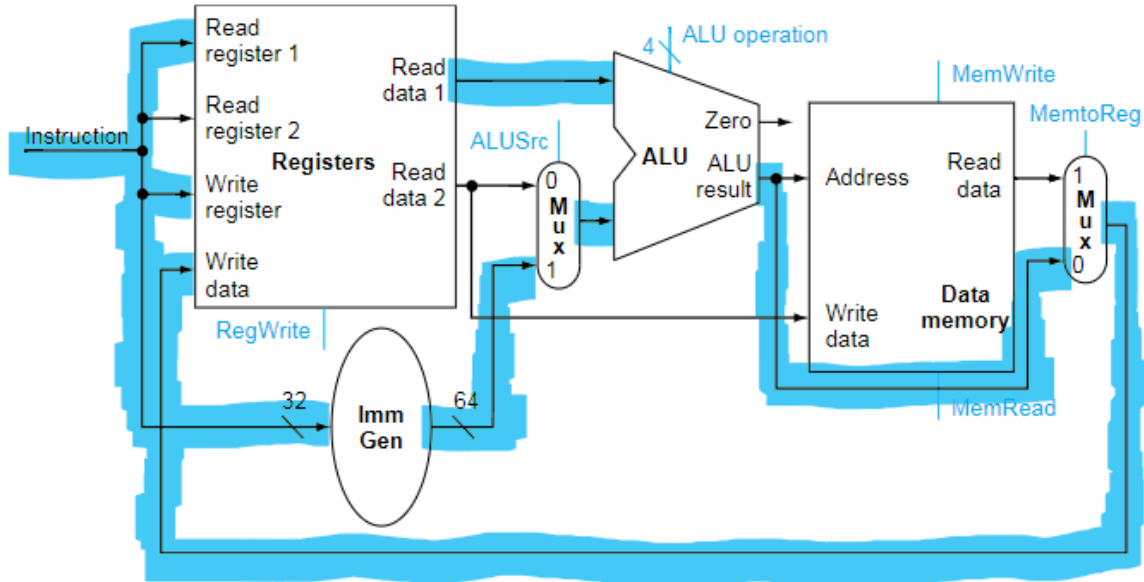 Instruction
Read
register 1
Read
register 2
Write
register
Write
data
Registers
Read
data 1
Read
data 2
RegWrite
32
Imm
Gen
64
ALUSrc
0
M
u
x
1
4
ALU operation
Zero
ALU
ALU
result
MemWrite
Address
Read
data
Write
data
Data
memory
MemRead
MemtoReg
1
M
u
x
0